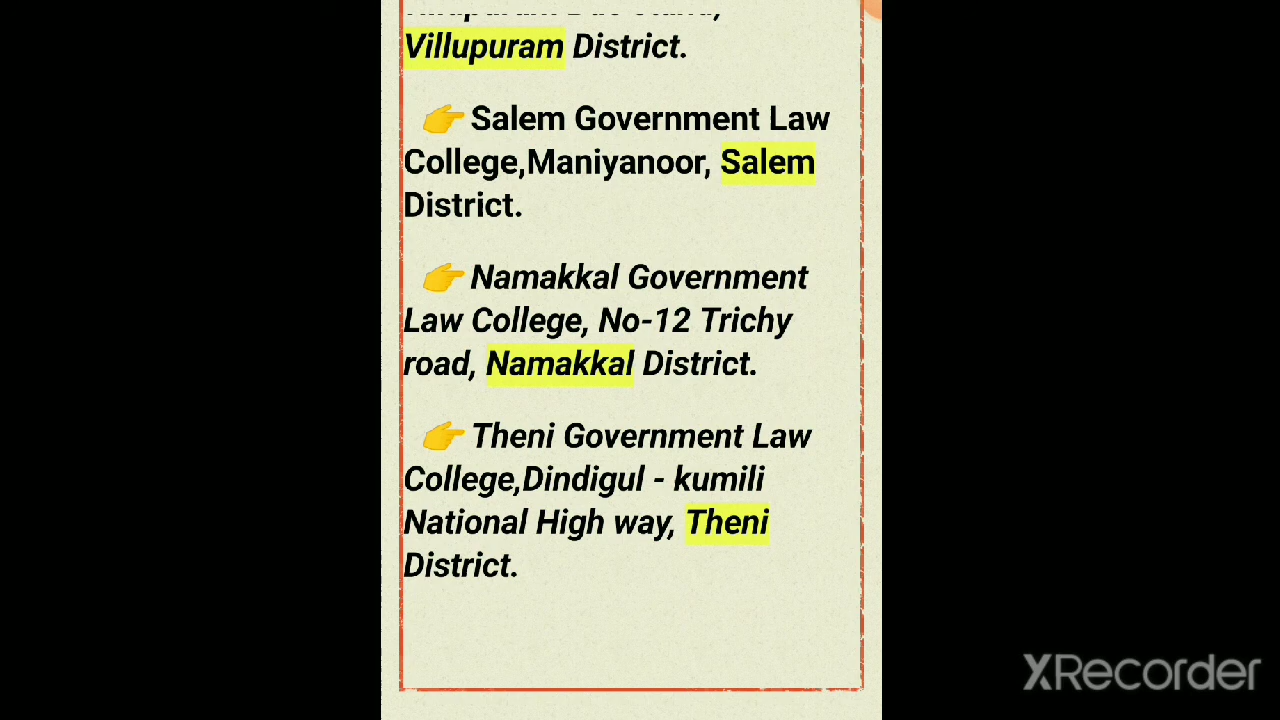 Villupuram District.
👉 Salem Government Law
College,Maniyanoor, Salem
District.
👉 Namakkal Government
Law College, No-12 Trichy
road, Namakkal District.
👉 Theni Government Law
College,Dindigul - kumili
National High way, Theni
District.
XRecorder